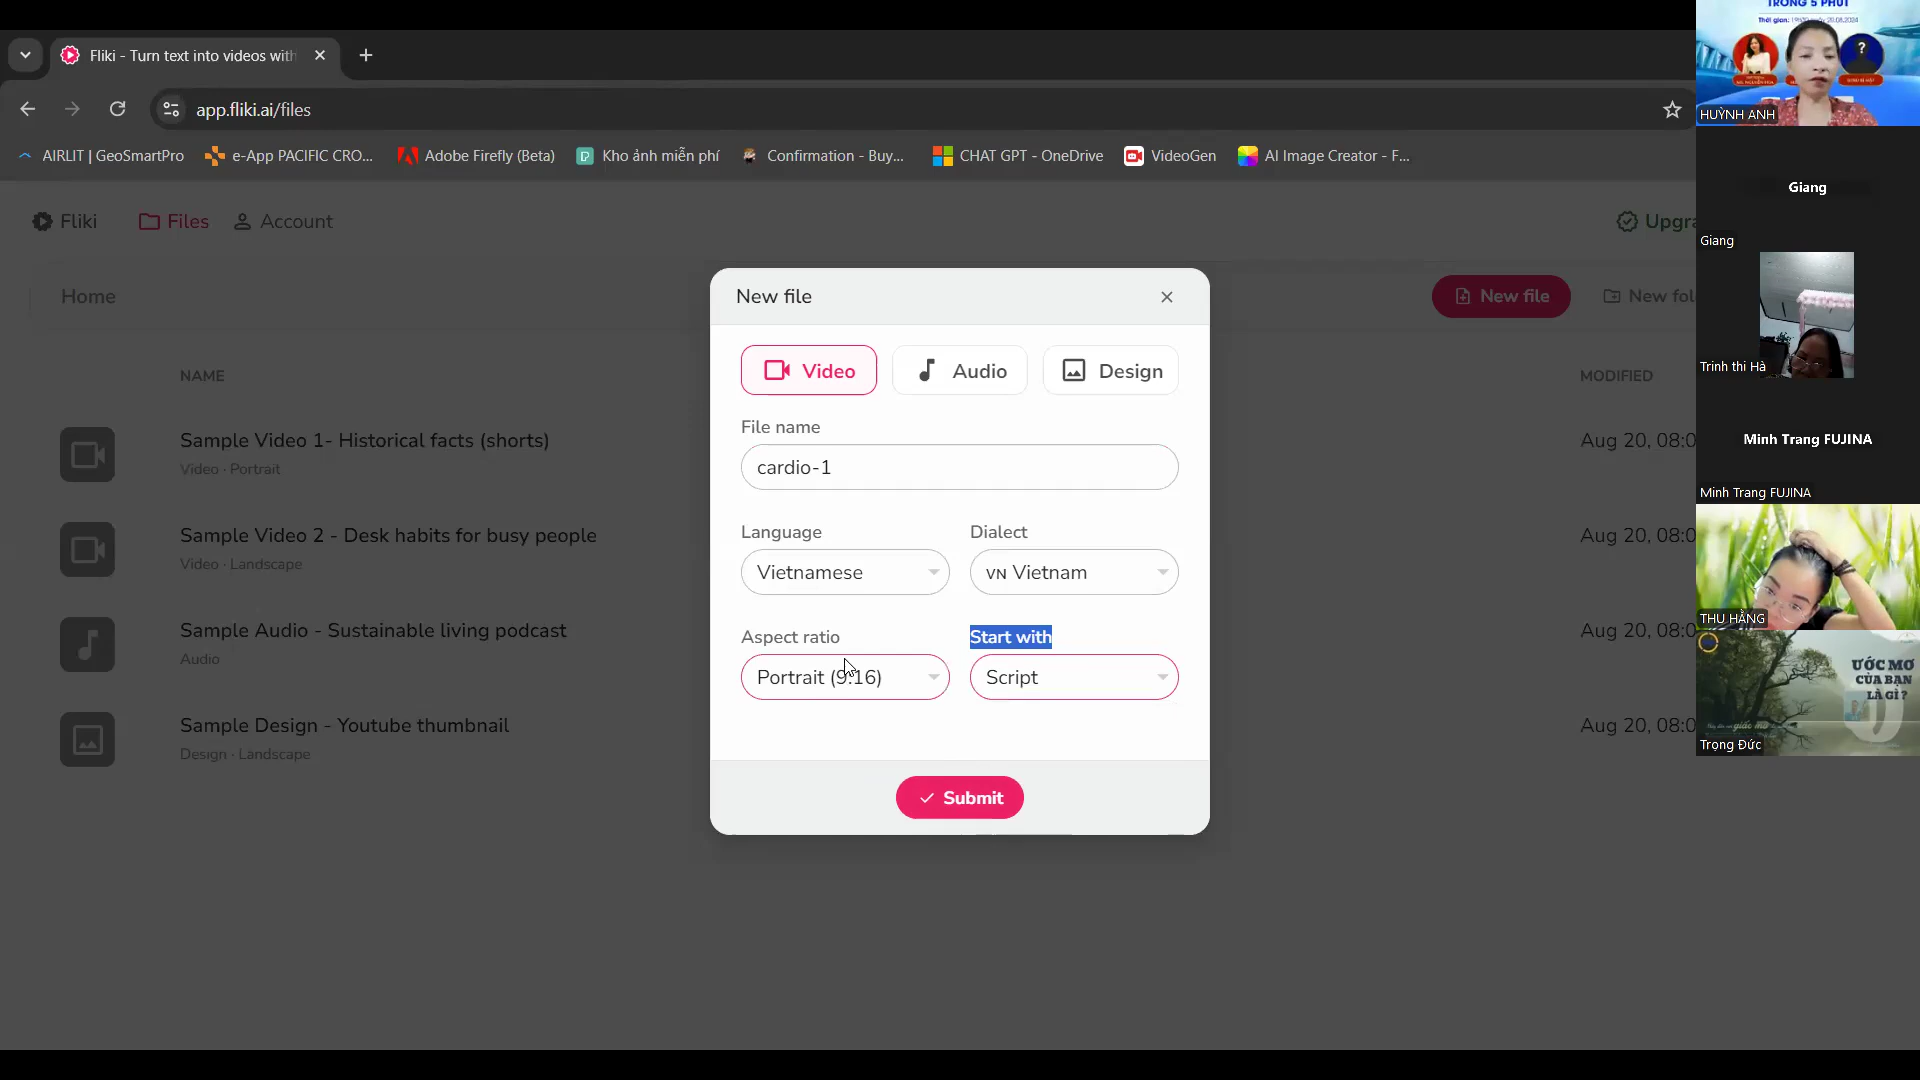 Fliki - Turn text into videos with
app.fliki.ai/files
AIRLIT | GeoSmartPro
e-App PACIFIC CRO...
Adobe Firefly (Beta)
Kho ảnh miễn phí
Confirmation - Buy...
CHAT GPT - OneDrive
VideoGen
AI Image Creator - F...
Fliki
Files
Account
Upgra
Home
New file
New fol
NAME
MODIFIED
Sample Video 1- Historical facts (shorts)
Video · Portrait
Aug 20, 08:0
Sample Video 2 - Desk habits for busy people
Video · Landscape
Aug 20, 08:0
Sample Audio - Sustainable living podcast
Audio
Aug 20, 08:0
Sample Design - Youtube thumbnail
Design · Landscape
Aug 20, 08:0
New file
Video
Audio
Design
File name
cardio-1
Language
Dialect
Vietnamese
VN Vietnam
Aspect ratio
Start with
Portrait (9:16)
Script
Submit
TRONG 5 PHÚT
?
HUỲNH ANH
Giang
Giang
Trinh thi Hà
Minh Trang FUJINA
Minh Trang FUJINA
THU HẰNG
ƯỚC MƠ
CỦA BẠN
LÀ GÌ ?
Trọng Đức